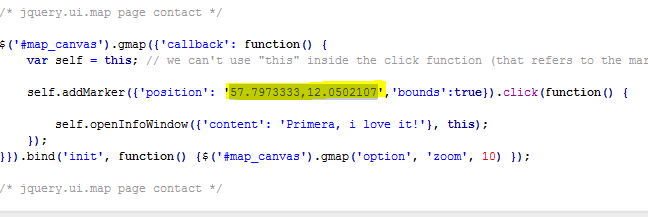 /* jquery.ui.map page contact */
$('#map_canvas').gmap({'callback': function() {
var self = this; // we can't use "this" inside the click function (that refers to the mar
self.addMarker({'position': '57.7973333,12.0502107','bounds':true}).click(function() {
self.openInfoWindow({'content': 'Primera, i love it!'}, this);
});
}}).bind('init', function() {$('#map_canvas').gmap('option', 'zoom', 10) });
/* jquery.ui.map page contact */